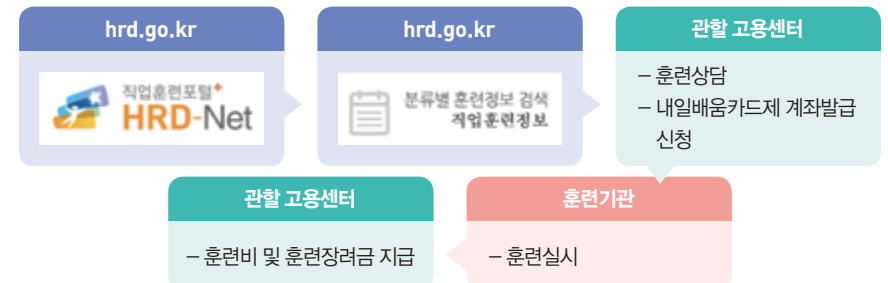 hrd.go.kr
직업훈련포털+
HRD-Net
hrd.go.kr
분류별 훈련정보 검색
직업훈련정보
관할 고용센터
– 훈련상담
– 내일배움카드제 계좌발급
신청
관할 고용센터
– 훈련비 및 훈련장려금 지급
훈련기관
– 훈련실시